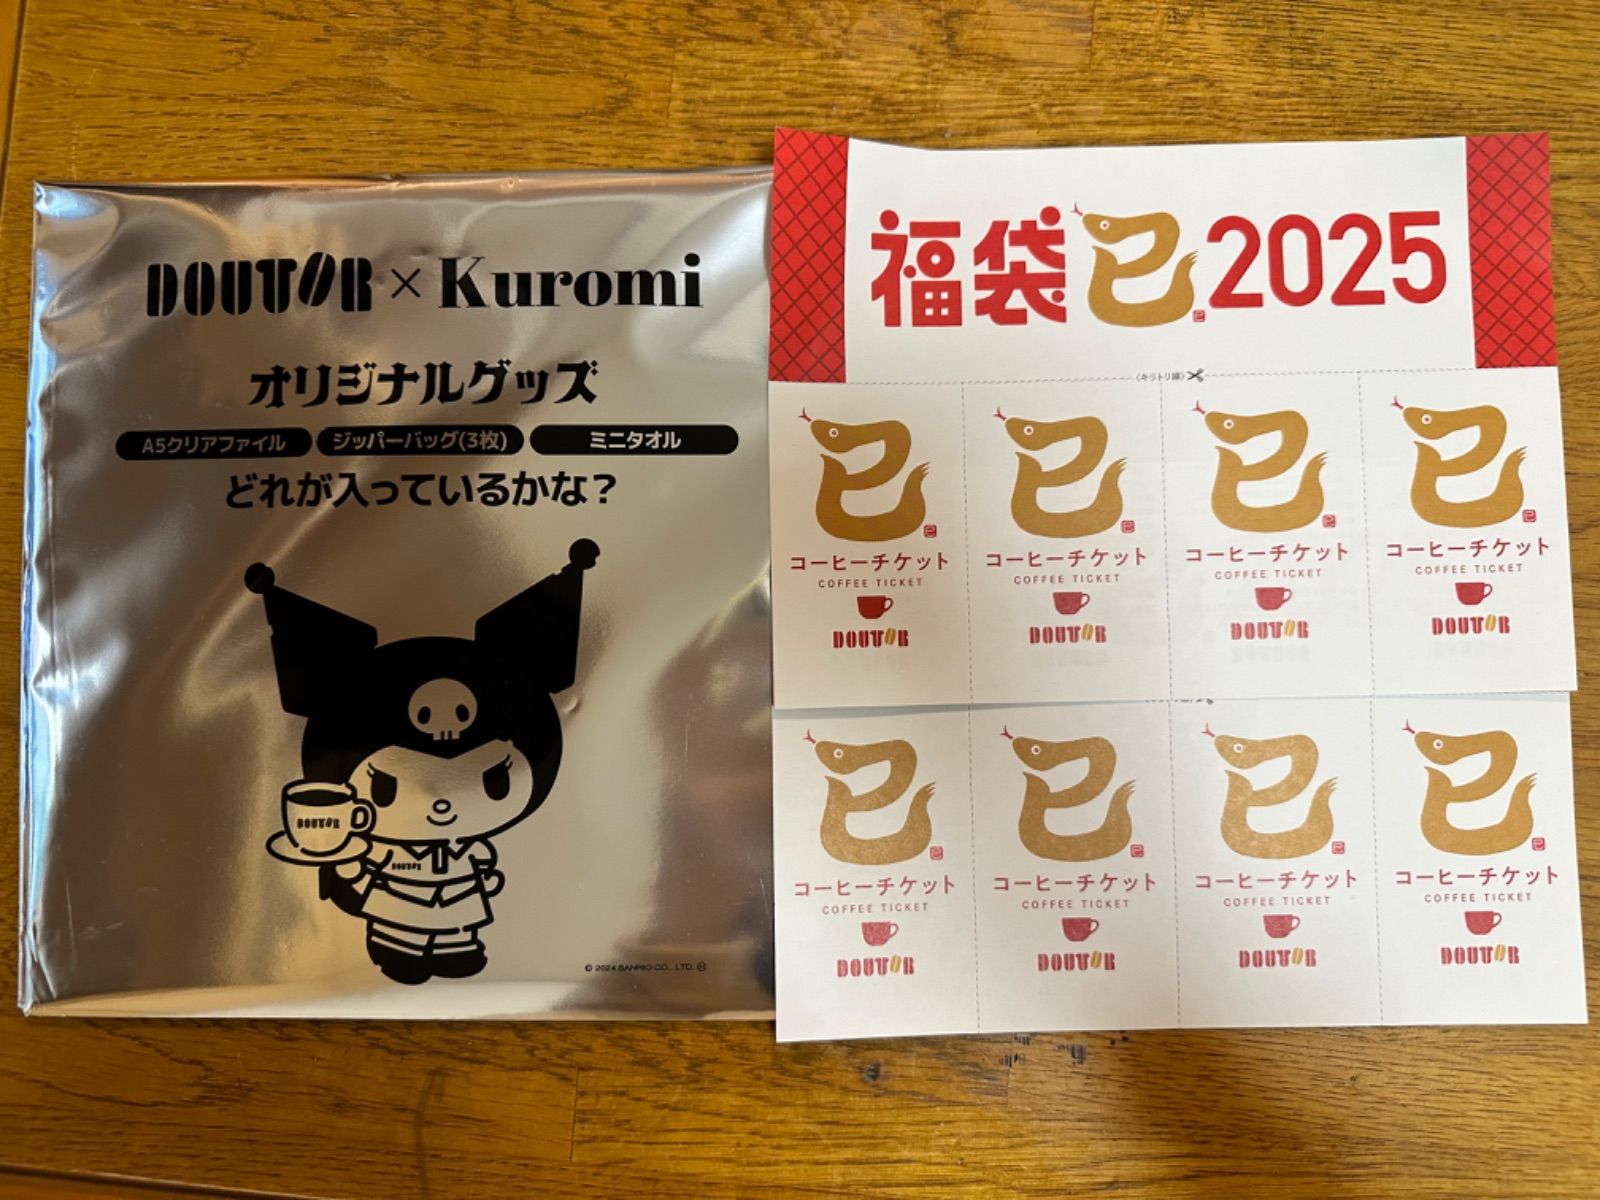 DOUTOR × Kuromi
オリジナルグッズ
A5クリアファイル ジッパーバッグ(3枚) ミニタオル
どれが入っているかな？
DOUTOR
DOUTOR
© 2024 SANRIO CO., LTD. Ⓗ
福袋 巳 2025
〈キリトリ線〉
巳 巳 巳 巳
コーヒーチケット コーヒーチケット コーヒーチケット コーヒーチケット
COFFEE TICKET COFFEE TICKET COFFEE TICKET COFFEE TICKET
DOUTOR DOUTOR DOUTOR DOUTOR
巳 巳 巳 巳
コーヒーチケット コーヒーチケット コーヒーチケット コーヒーチケット
COFFEE TICKET COFFEE TICKET COFFEE TICKET COFFEE TICKET
DOUTOR DOUTOR DOUTOR DOUTOR